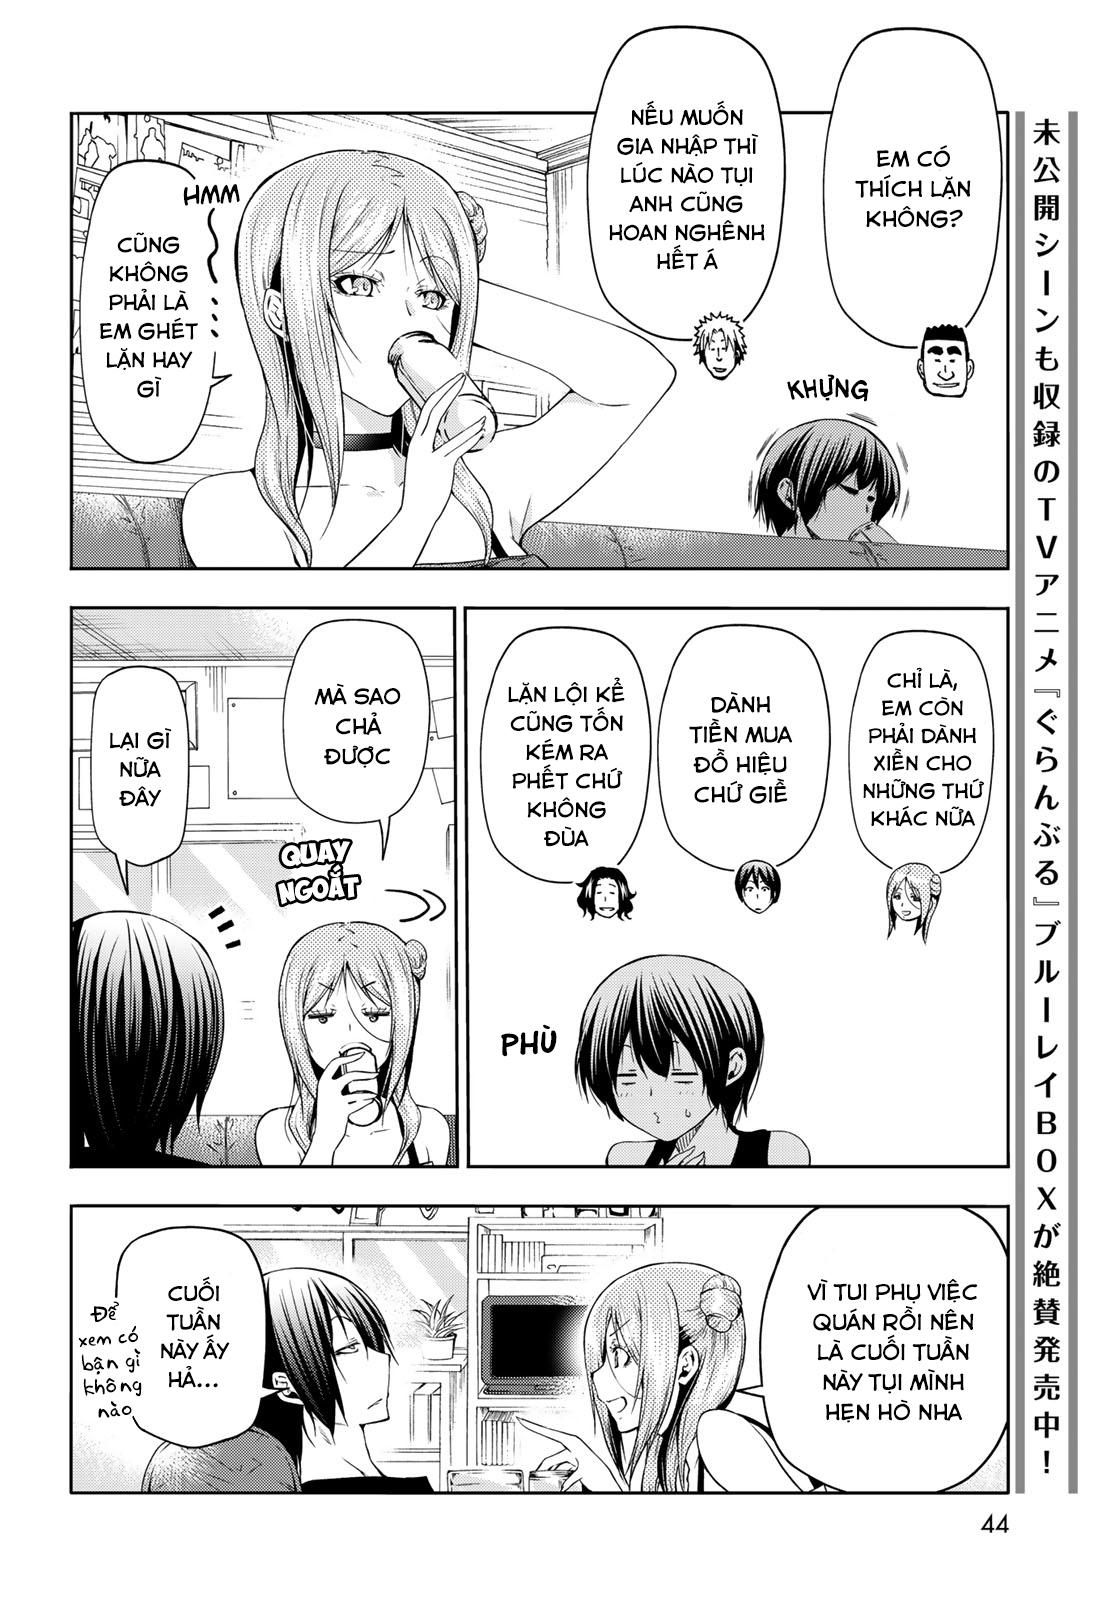 EM CÓ
THÍCH LẶN
KHÔNG?
NẾU MUỐN
GIA NHẬP THÌ
LÚC NÀO TỤI
ANH CŨNG
HOAN NGHÊNH
HẾT Á
KHỰNG
HMM
CŨNG
KHÔNG
PHẢI LÀ
EM GHÉT
LẶN HAY
GÌ
CHỈ LÀ,
EM CÒN
PHẢI DÀNH
XIỀN CHO
NHỮNG THỨ
KHÁC NỮA
DÀNH
TIỀN MUA
ĐỒ HIỆU
CHỨ GIỀ
LẶN LỘI KỂ
CŨNG TỐN
KÉM RA
PHẾT CHỨ
KHÔNG
ĐÙA
PHÙ
MÀ SAO
CHẢ
ĐƯỢC
QUAY
NGOẮT
LẠI GÌ
NỮA
ĐÂY
VÌ TUI PHỤ VIỆC
QUÁN RỒI NÊN
LÀ CUỐI TUẦN
NÀY TỤI MÌNH
HẸN HÒ NHA
CUỐI
TUẦN
NÀY ẤY
HẢ...
Để
xem có
bận gì
không
nào
未公開シーンも収録のTVアニメ『ぐらんぶる』ブルーレイBOXが絶賛発売中！
44